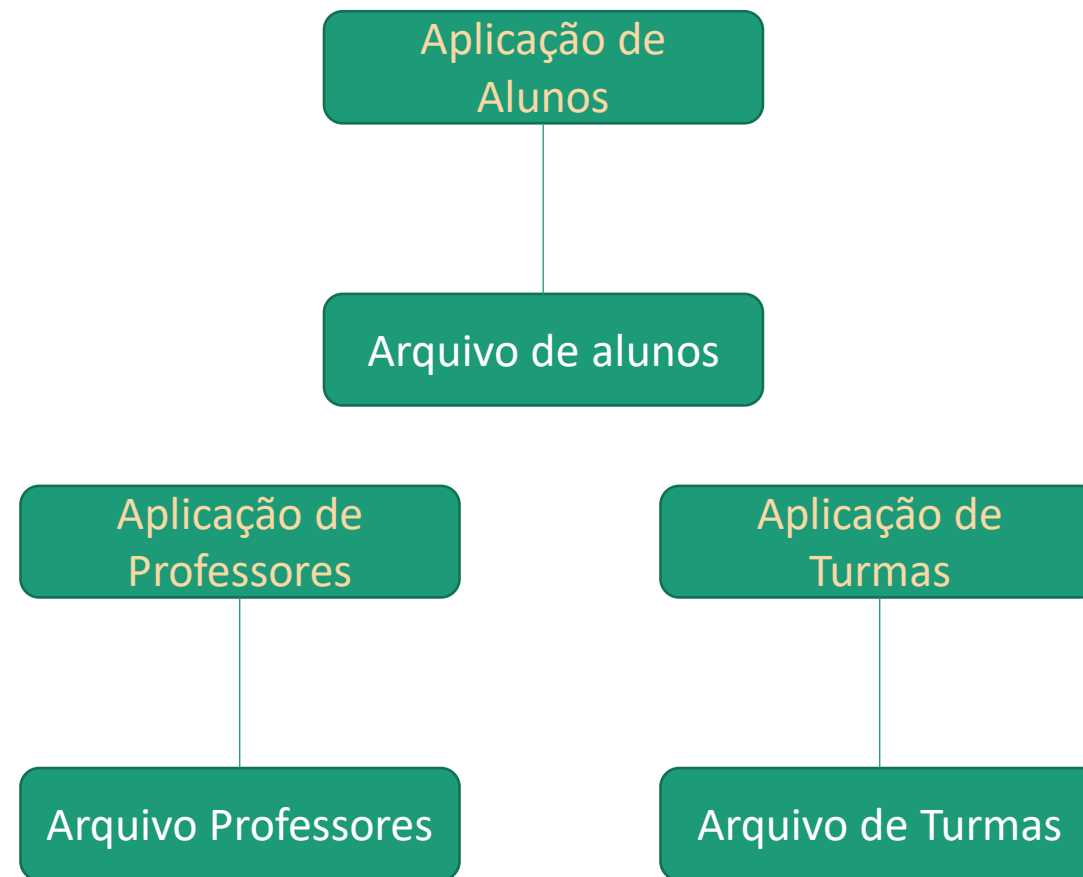 Aplicação de
Alunos
Arquivo de alunos
Aplicação de
Professores
Aplicação de
Turmas
Arquivo Professores
Arquivo de Turmas